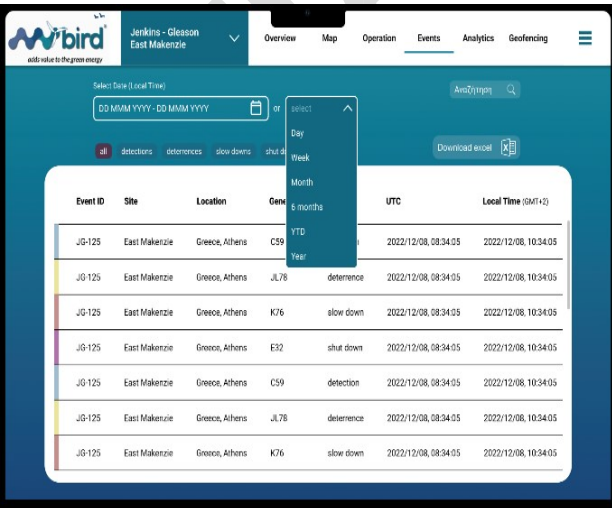 bird
adds value to the green energy
Jenkins - Gleason
East Makenzie
Overview Map Operation Events Analytics Geofencing
Select Date (Local Time)
DD MMM YYYY - DD MMM YYYY or select
Αναζήτηση
Day
Week
Month
6 months
YTD
Year
all detections deterrences slow downs shut d
Download excel
Event ID Site Location Gene UTC Local Time (GMT+2)
JG-125 East Makenzie Greece, Athens C59 2022/12/08, 08:34:05 2022/12/08, 10:34:05
JG-125 East Makenzie Greece, Athens JL78 deterrence 2022/12/08, 08:34:05 2022/12/08, 10:34:05
JG-125 East Makenzie Greece, Athens K76 slow down 2022/12/08, 08:34:05 2022/12/08, 10:34:05
JG-125 East Makenzie Greece, Athens E32 shut down 2022/12/08, 08:34:05 2022/12/08, 10:34:05
JG-125 East Makenzie Greece, Athens C59 detection 2022/12/08, 08:34:05 2022/12/08, 10:34:05
JG-125 East Makenzie Greece, Athens JL78 deterrence 2022/12/08, 08:34:05 2022/12/08, 10:34:05
JG-125 East Makenzie Greece, Athens K76 slow down 2022/12/08, 08:34:05 2022/12/08, 10:34:05